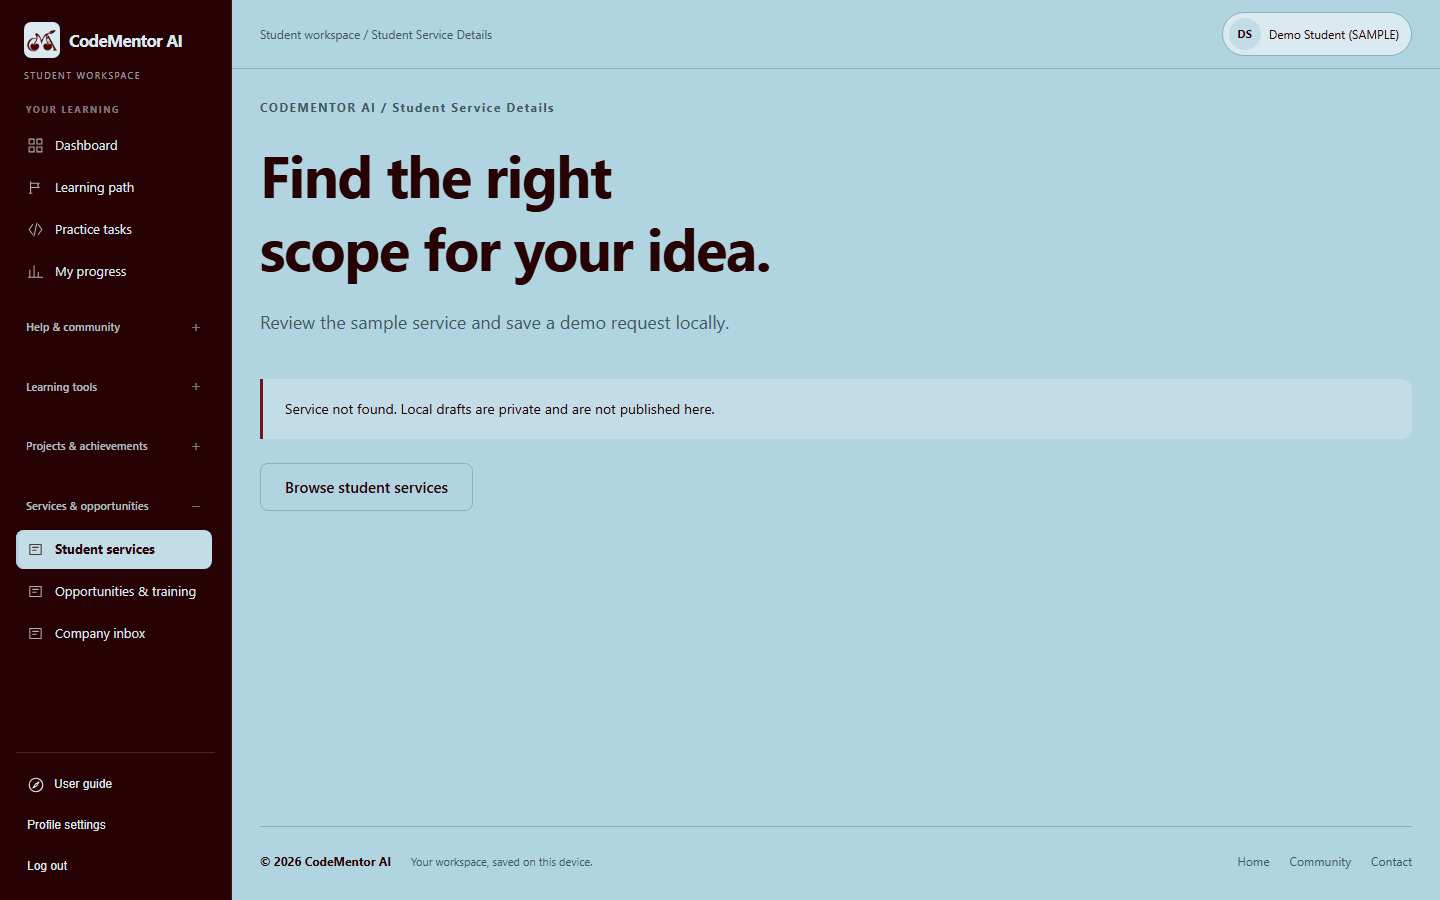 CodeMentor AI
STUDENT WORKSPACE
YOUR LEARNING
Dashboard
Learning path
Practice tasks
My progress
Help & community +
Learning tools +
Projects & achievements +
Services & opportunities −
Student services
Opportunities & training
Company inbox
User guide
Profile settings
Log out
Student workspace / Student Service Details
DS Demo Student (SAMPLE)
CODEMENTOR AI / Student Service Details
Find the right
scope for your idea.
Review the sample service and save a demo request locally.
Service not found. Local drafts are private and are not published here.
Browse student services
© 2026 CodeMentor AI Your workspace, saved on this device.
Home Community Contact